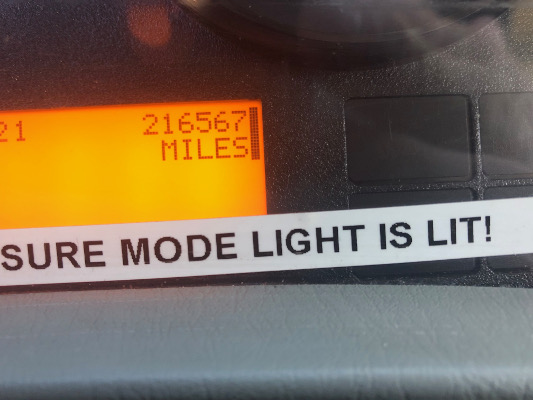 21 216567
MILES
SURE MODE LIGHT IS LIT!